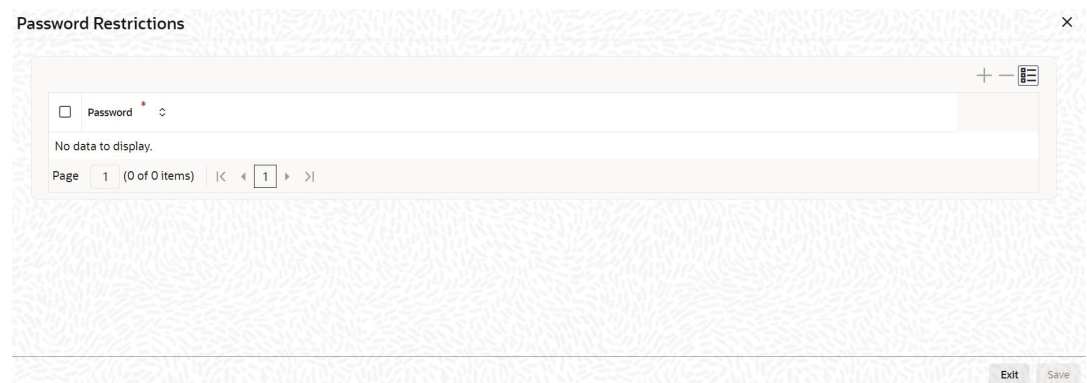 Password Restrictions
Password *
No data to display.
Page 1 (0 of 0 items) 1
Exit Save